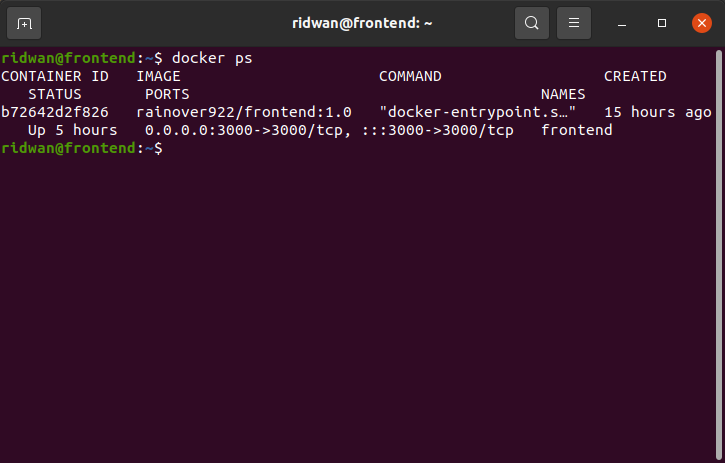 ridwan@frontend: ~
ridwan@frontend:~$ docker ps
CONTAINER ID   IMAGE                      COMMAND                  CREATED
   STATUS       PORTS                                       NAMES
b72642d2f826   rainover922/frontend:1.0   "docker-entrypoint.s…"   15 hours ago
   Up 5 hours   0.0.0.0:3000->3000/tcp, :::3000->3000/tcp   frontend
ridwan@frontend:~$